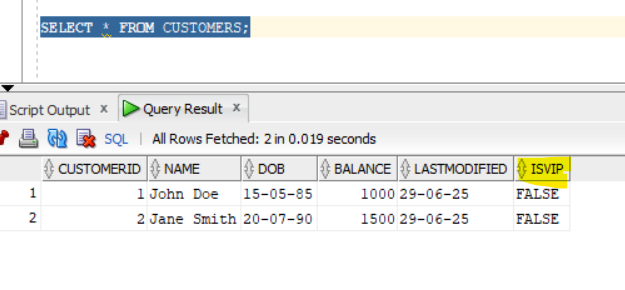 SELECT * FROM CUSTOMERS;
Script Output x Query Result x
SQL | All Rows Fetched: 2 in 0.019 seconds
CUSTOMERID NAME DOB BALANCE LASTMODIFIED ISVIP
1 1 John Doe 15-05-85 1000 29-06-25 FALSE
2 2 Jane Smith 20-07-90 1500 29-06-25 FALSE